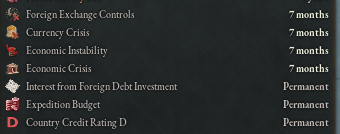 Foreign Exchange Controls 7 months
Currency Crisis 7 months
Economic Instability 7 months
Economic Crisis 7 months
Interest from Foreign Debt Investment Permanent
Expedition Budget Permanent
D Country Credit Rating D Permanent